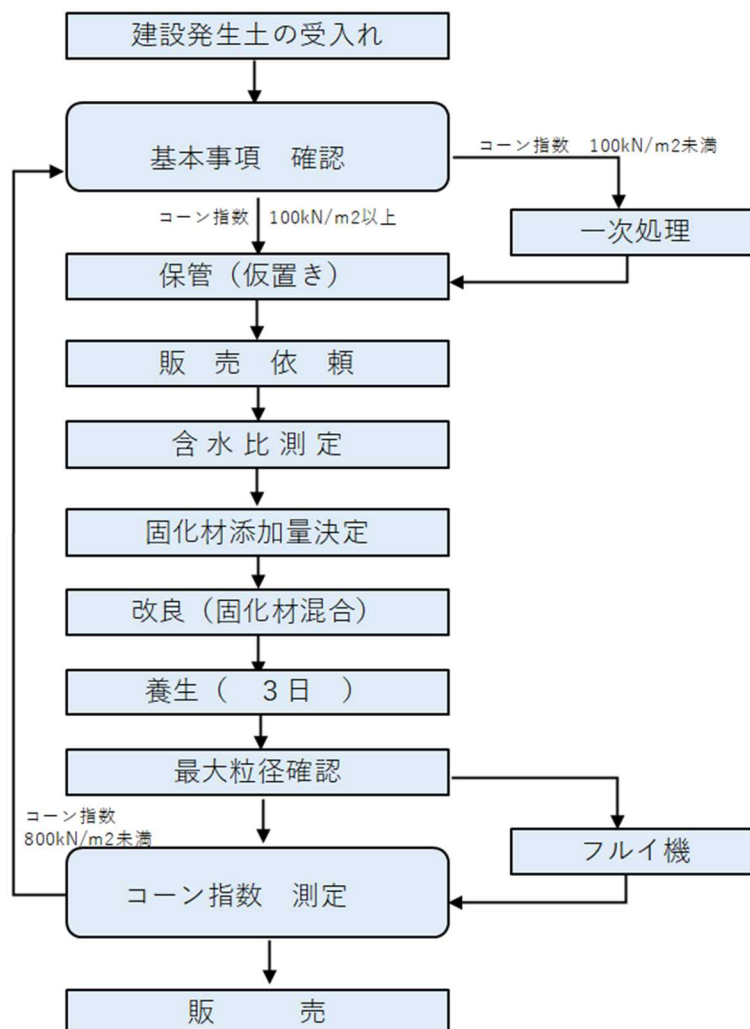 建設発生土の受入れ
基本事項　確認
コーン指数　100kN/m2未満
コーン指数　100kN/m2以上
一次処理
保管（仮置き）
販　売　依　頼
含 水 比 測 定
固化材添加量決定
改良（固化材混合）
養生（　３日　）
最大粒径確認
コーン指数
800kN/m2未満
フルイ機
コーン指数　測定
販　　　売